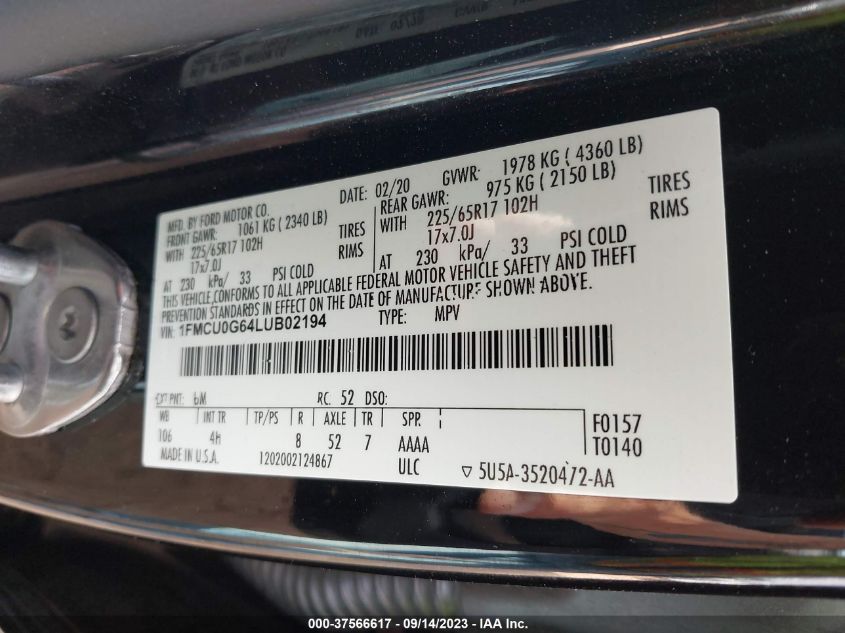 MFD. BY FORD MOTOR CO.
DATE: 02/20 GVWR: 1978 KG ( 4360 LB)
FRONT GAWR: 1061 KG ( 2340 LB)
REAR GAWR: 975 KG ( 2150 LB)
WITH 225/65R17 102H TIRES
WITH 225/65R17 102H TIRES
17x7.0J RIMS
17x7.0J RIMS
AT 230 kPa/ 33 PSI COLD
AT 230 kPa/ 33 PSI COLD
THIS VEHICLE CONFORMS TO ALL APPLICABLE FEDERAL MOTOR VEHICLE SAFETY AND THEFT
PREVENTION STANDARDS IN EFFECT ON THE DATE OF MANUFACTURE SHOWN ABOVE.
VIN: 1FMCU0G64LUB02194 TYPE: MPV
EXT PNT: 6M RC: 52 DSO:
WB INT TR TP/PS R AXLE TR SPR
106 4H 8 52 7 AAAA
F0157
T0140
MADE IN U.S.A. 1202002124867 ULC ▽ 5U5A-3520472-AA
000-37566617 - 09/14/2023 - IAA Inc.